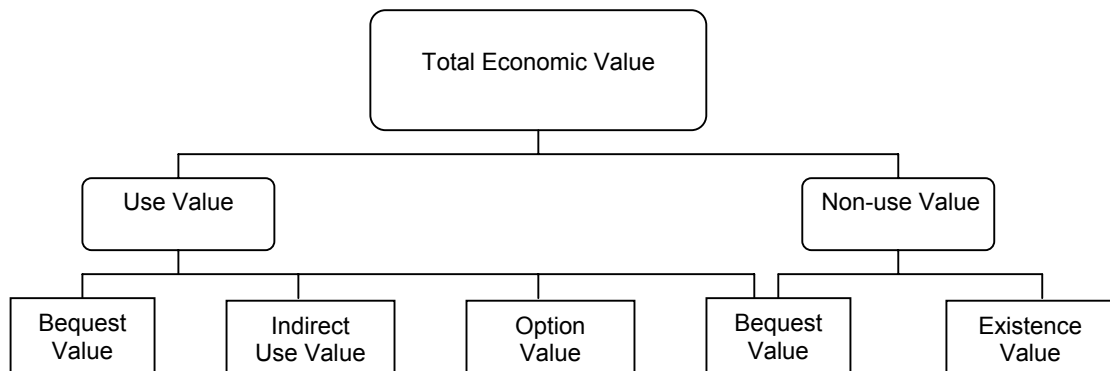 Total Economic Value
Use Value
Non-use Value
Bequest
Value
Indirect
Use Value
Option
Value
Bequest
Value
Existence
Value